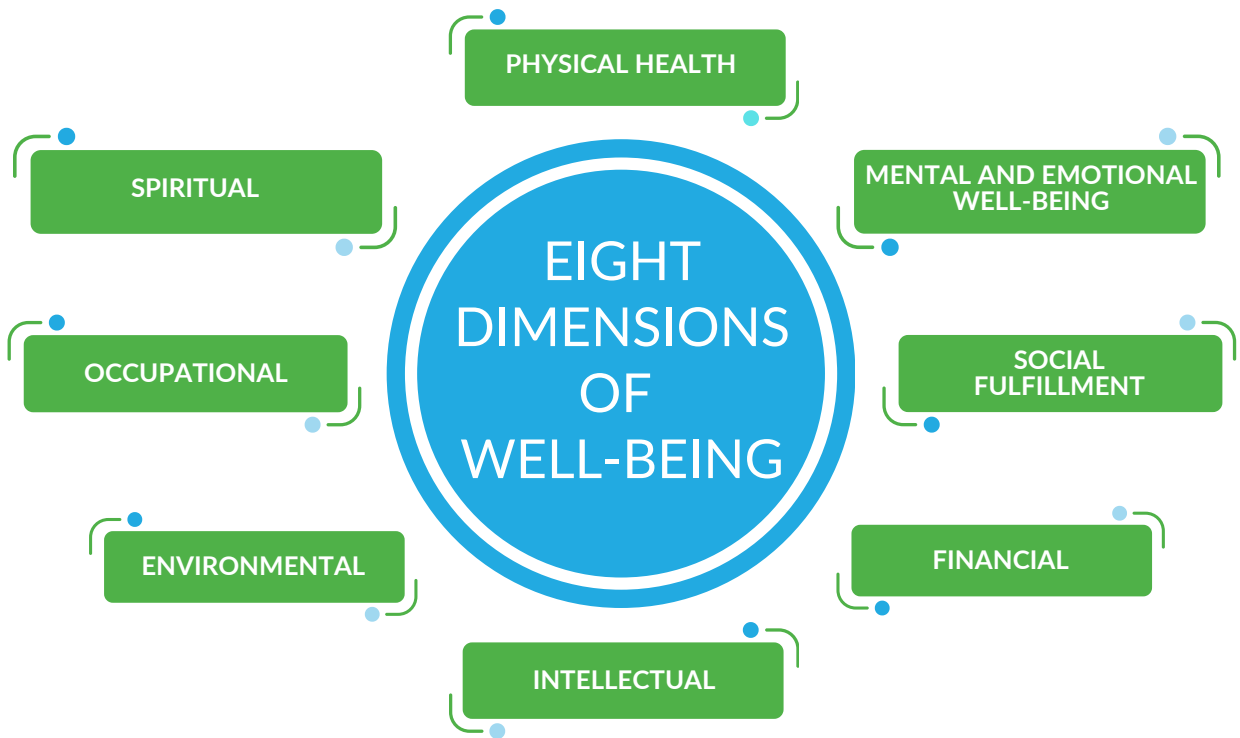 PHYSICAL HEALTH
SPIRITUAL
MENTAL AND EMOTIONAL
WELL-BEING
EIGHT
DIMENSIONS
OF
WELL-BEING
OCCUPATIONAL
SOCIAL
FULFILLMENT
ENVIRONMENTAL
FINANCIAL
INTELLECTUAL